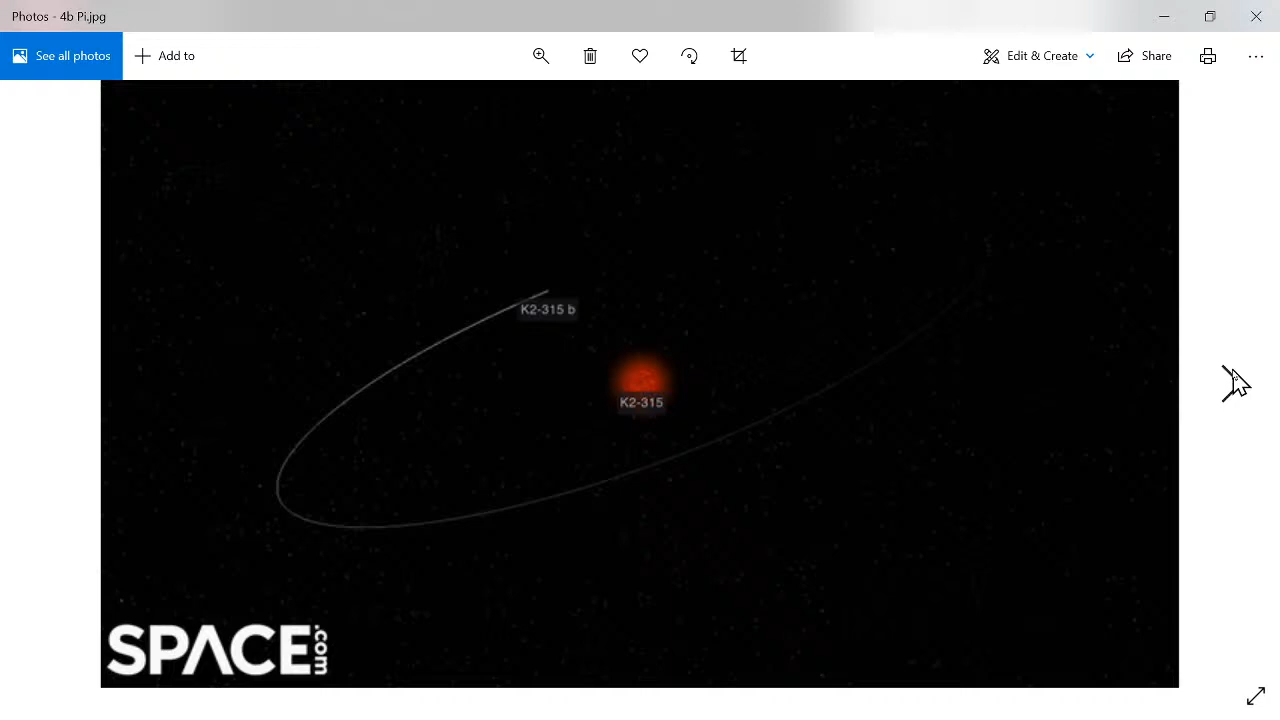 Photos - 4b Pi.jpg
See all photos
Add to
Edit & Create
Share
K2-315 b
K2-315
SPACE.com